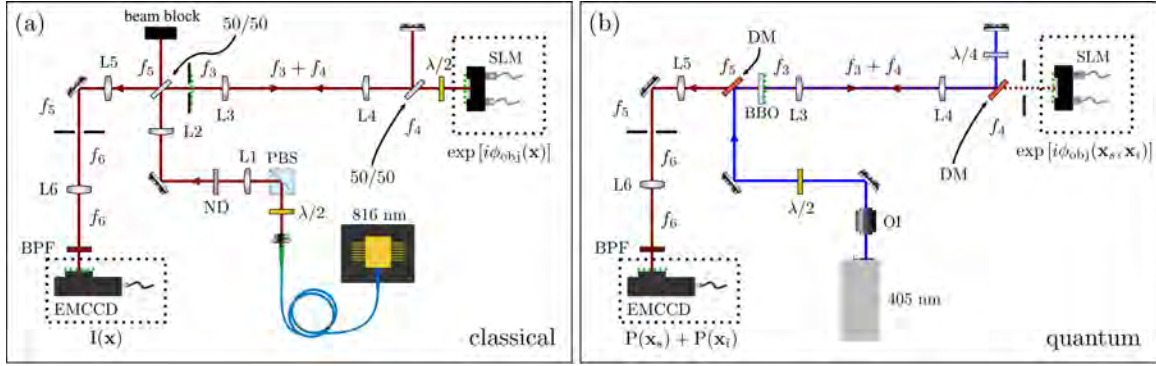 (a)
beam block
50/50
L5
f₅
f₃
f₃ + f₄
λ/2
SLM
f₅
L3
L4
f₄
L2
exp [iϕobj(x)]
f₆
L1
PBS
50/50
L6
ND
λ/2
816 nm
f₆
BPF
EMCCD
I(x)
classical
(b)
DM
L5
f₅
f₃
f₃ + f₄
λ/4
SLM
f₅
BBO
L3
L4
f₄
exp [iϕobj(xₛ, xᵢ)]
f₆
DM
L6
λ/2
OI
f₆
BPF
405 nm
EMCCD
P(xₛ) + P(xᵢ)
quantum